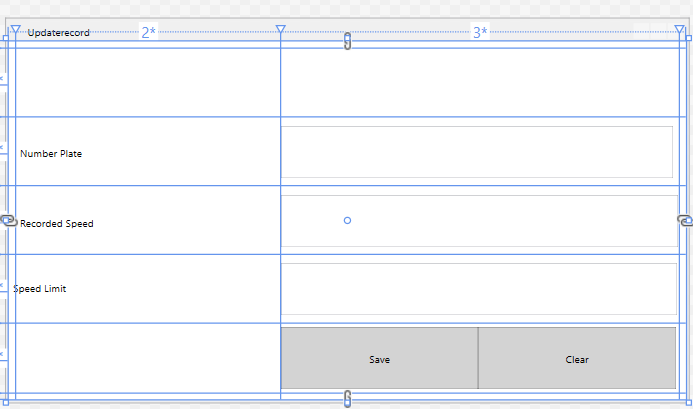 Updaterecord
2*
3*
Number Plate
Recorded Speed
Speed Limit
Save
Clear